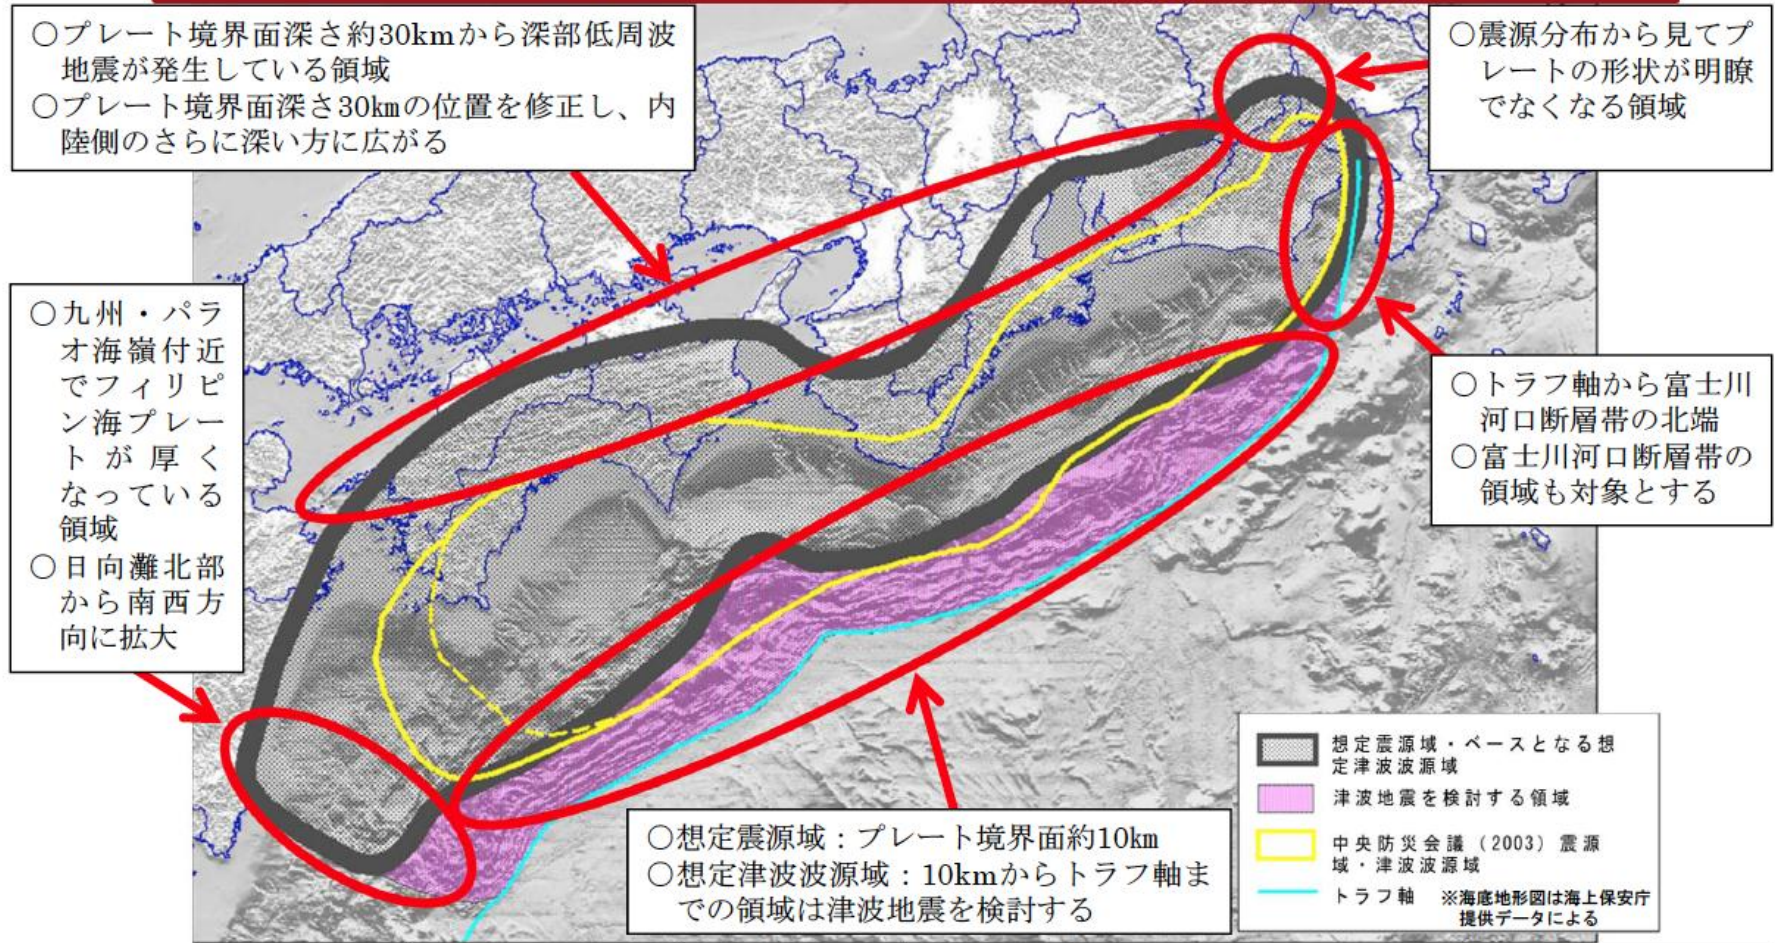 ○プレート境界面深さ約30kmから深部低周波
地震が発生している領域
○プレート境界面深さ30㎞の位置を修正し、内
陸側のさらに深い方に広がる
○震源分布から見てプ
レートの形状が明瞭
でなくなる領域
○九州・パラ
オ海嶺付近
でフィリピ
ン海プレー
トが厚く
なっている
領域
○日向灘北部
から南西方
向に拡大
○トラフ軸から富士川
河口断層帯の北端
○富士川河口断層帯の
領域も対象とする
○想定震源域：プレート境界面約10㎞
○想定津波波源域：10kmからトラフ軸ま
での領域は津波地震を検討する
想定震源域・ベースとなる想
定津波波源域
津波地震を検討する領域
中央防災会議（2003）震源
域・津波波源域
トラフ軸 ※海底地形図は海上保安庁
提供データによる